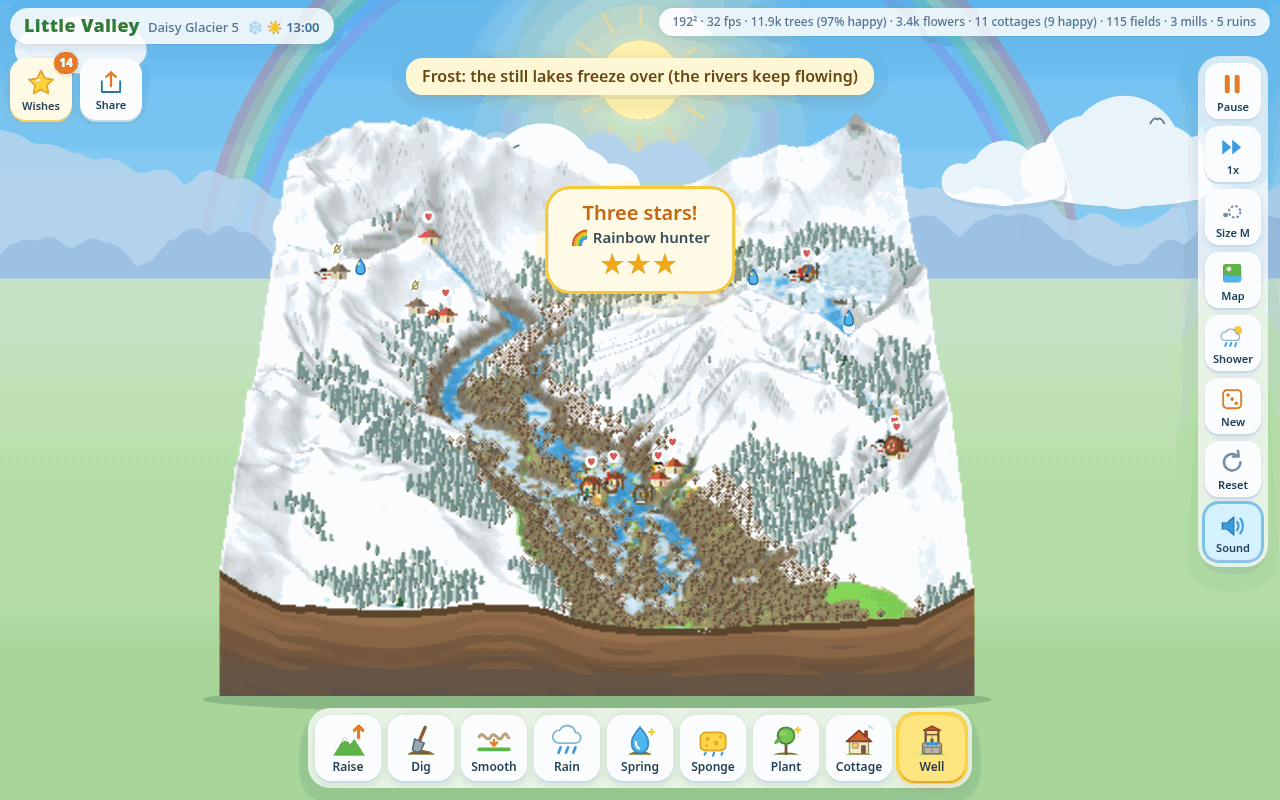 Little Valley Daisy Glacier 5 13:00
192² · 32 fps · 11.9k trees (97% happy) · 3.4k flowers · 11 cottages (9 happy) · 115 fields · 3 mills · 5 ruins
14
Wishes
Share
Frost: the still lakes freeze over (the rivers keep flowing)
Three stars!
Rainbow hunter
Pause
1x
Size M
Map
Shower
New
Reset
Sound
Raise
Dig
Smooth
Rain
Spring
Sponge
Plant
Cottage
Well